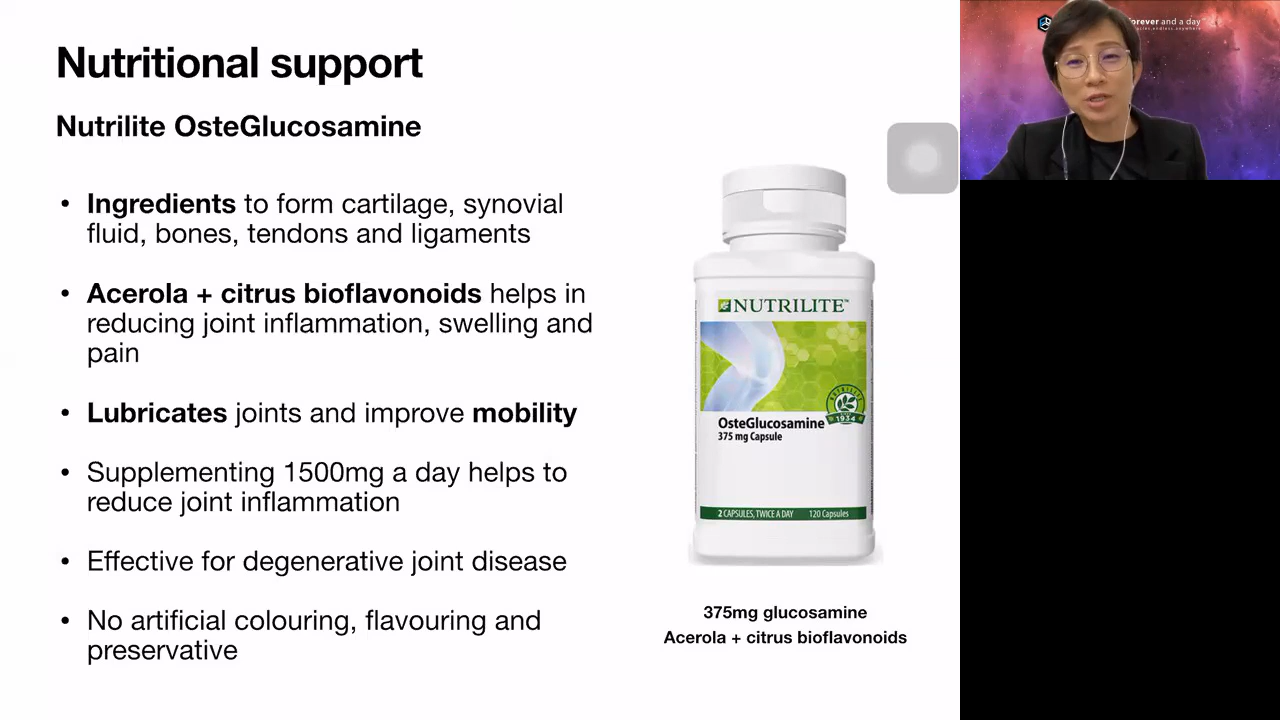 Nutritional support
Nutrilite OsteGlucosamine
• Ingredients to form cartilage, synovial
fluid, bones, tendons and ligaments
• Acerola + citrus bioflavonoids helps in
reducing joint inflammation, swelling and
pain
• Lubricates joints and improve mobility
• Supplementing 1500mg a day helps to
reduce joint inflammation
• Effective for degenerative joint disease
• No artificial colouring, flavouring and
preservative
NUTRILITE™
NUTRILITE
1934
OsteGlucosamine
375 mg Capsule
2 CAPSULES, TWICE A DAY 120 Capsules
375mg glucosamine
Acerola + citrus bioflavonoids
forever and a day